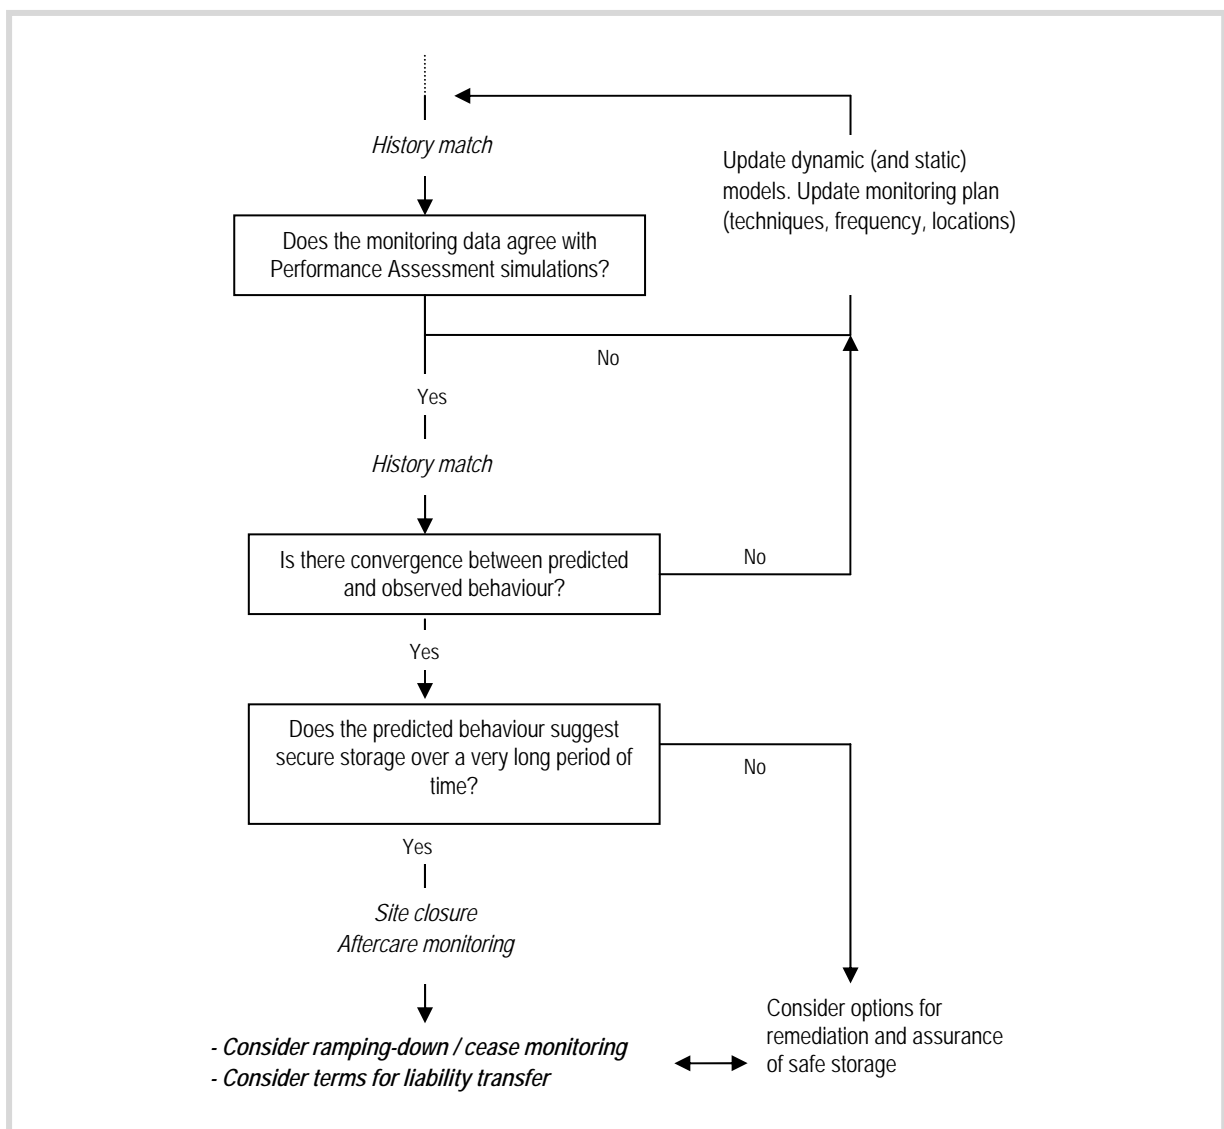 History match
Update dynamic (and static)
models. Update monitoring plan
(techniques, frequency, locations)
Does the monitoring data agree with
Performance Assessment simulations?
No
Yes
History match
Is there convergence between predicted
and observed behaviour?
No
Yes
Does the predicted behaviour suggest
secure storage over a very long period of
time?
No
Yes
Site closure
Aftercare monitoring
Consider options for
remediation and assurance
of safe storage
- Consider ramping-down / cease monitoring
- Consider terms for liability transfer